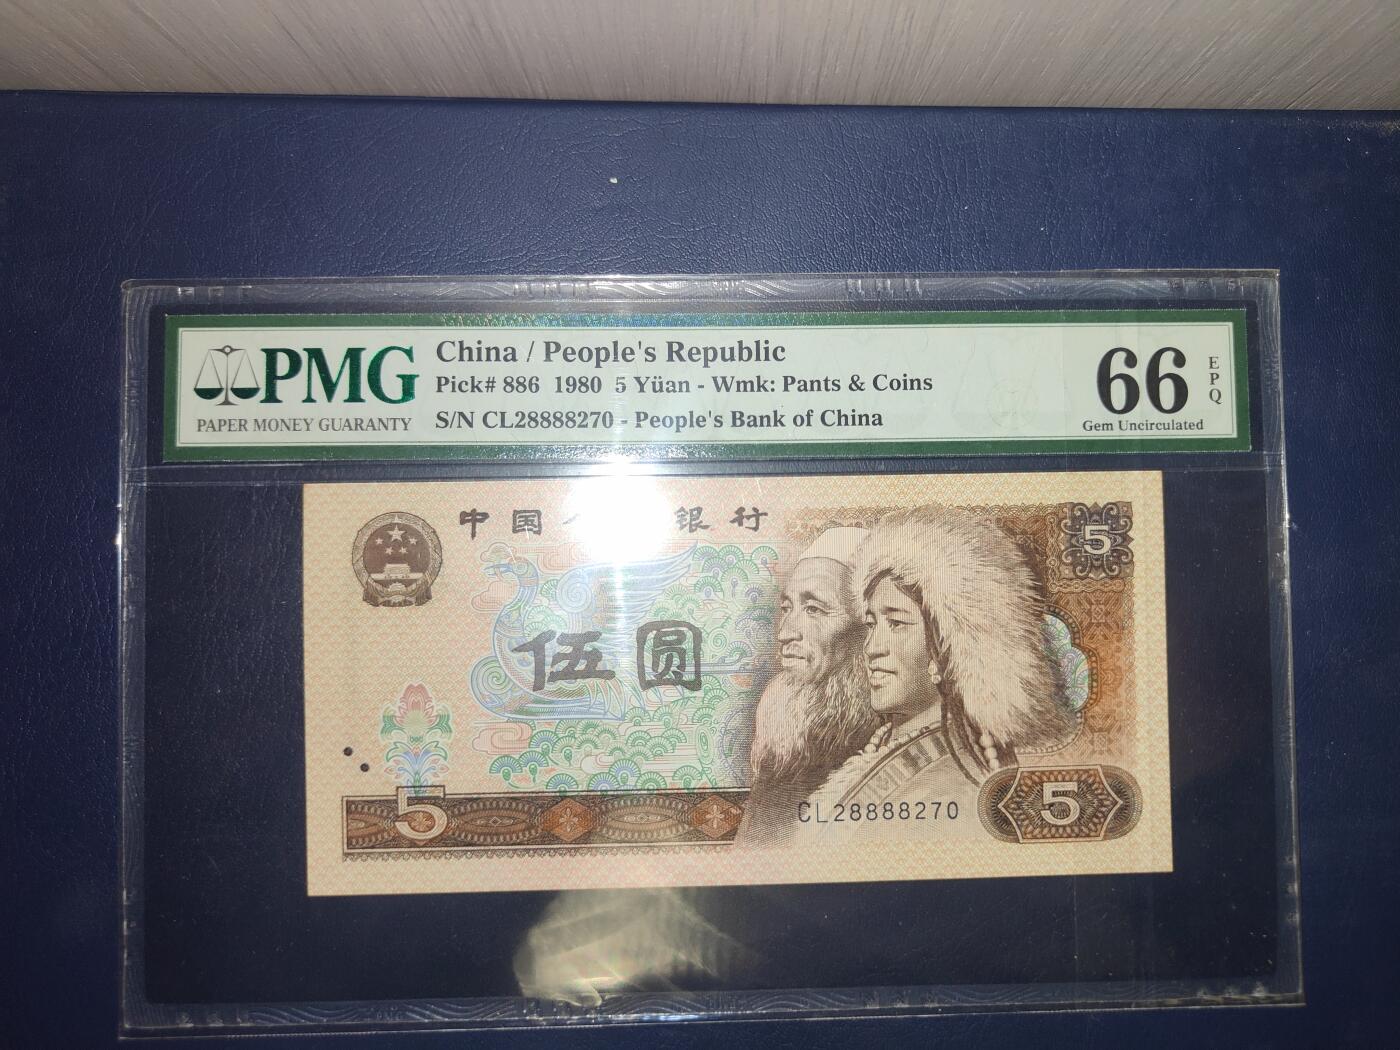 PMG
PAPER MONEY GUARANTY
China / People's Republic
Pick# 886 1980 5 Yüan - Wmk: Pants & Coins
S/N CL28888270 - People's Bank of China
66
EPQ
Gem Uncirculated
中国 银行
5
伍圆
5
CL28888270
5